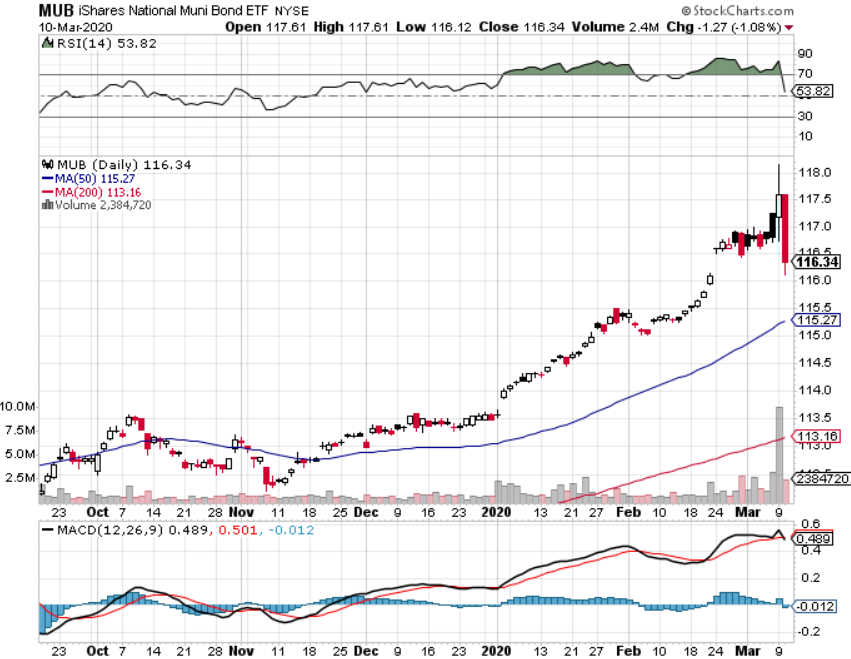 MUB iShares National Muni Bond ETF NYSE © StockCharts.com
10-Mar-2020 Open 117.61 High 117.61 Low 116.12 Close 116.34 Volume 2.4M Chg -1.27 (-1.08%)
RSI(14) 53.82
90
70
53.82
30
10
MUB (Daily) 116.34
MA(50) 115.27
MA(200) 113.16
Volume 2,384,720
118.0
117.5
117.0
116.5
116.34
116.0
115.5
115.27
115.0
114.5
114.0
113.5
113.16
113.0
2384720
10.0M
7.5M
5.0M
2.5M
23 Oct 7 14 21 28 Nov 11 18 25 Dec 9 16 23 2020 13 21 27 Feb 10 18 24 Mar 9
MACD(12,26,9) 0.489, 0.501, -0.012
0.6
0.489
0.4
0.2
-0.012
-0.2
23 Oct 7 14 21 28 Nov 11 18 25 Dec 9 16 23 2020 13 21 27 Feb 10 18 24 Mar 9